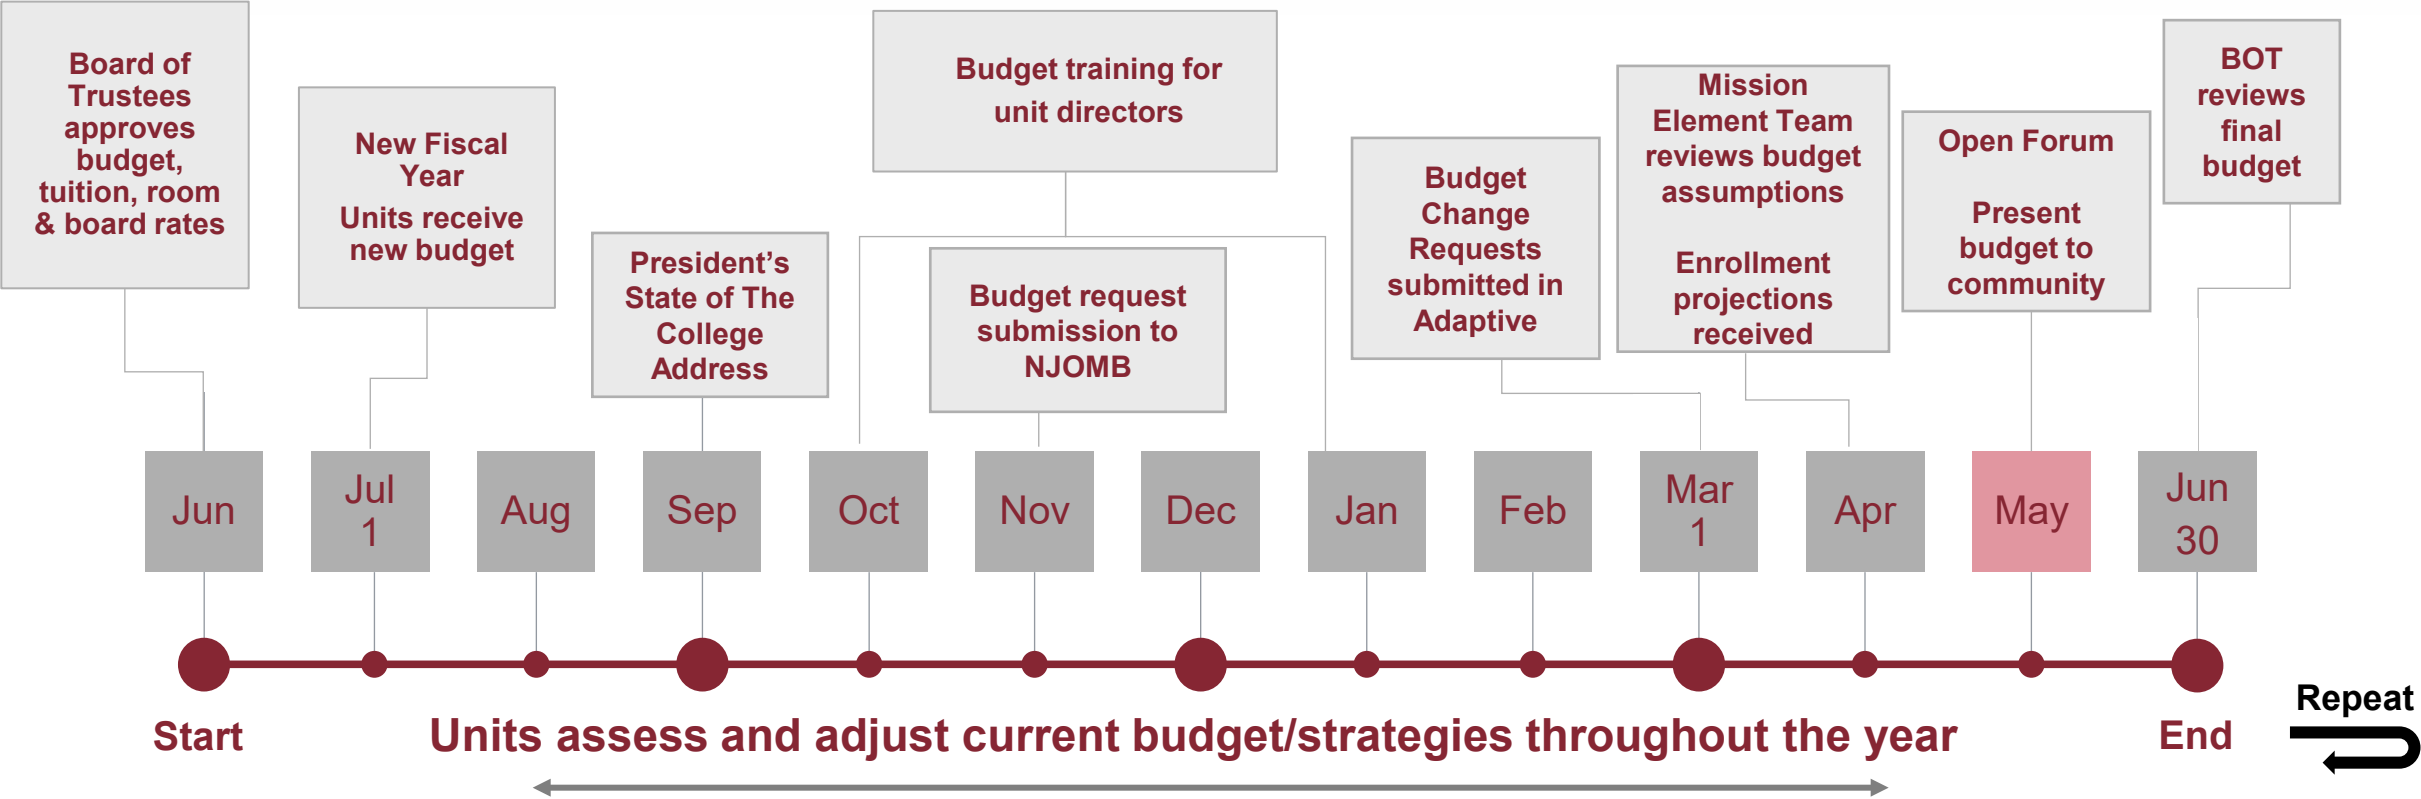 Board of
Trustees
approves
budget,
tuition, room
& board rates
New Fiscal
Year
Units receive
new budget
President’s
State of The
College
Address
Budget training for
unit directors
Budget request
submission to
NJOMB
Budget
Change
Requests
submitted in
Adaptive
Mission
Element Team
reviews budget
assumptions
Enrollment
projections
received
Open Forum
Present
budget to
community
BOT
reviews
final
budget
Jun
Jul
1
Aug
Sep
Oct
Nov
Dec
Jan
Feb
Mar
1
Apr
May
Jun
30
Start
Units assess and adjust current budget/strategies throughout the year
End
Repeat